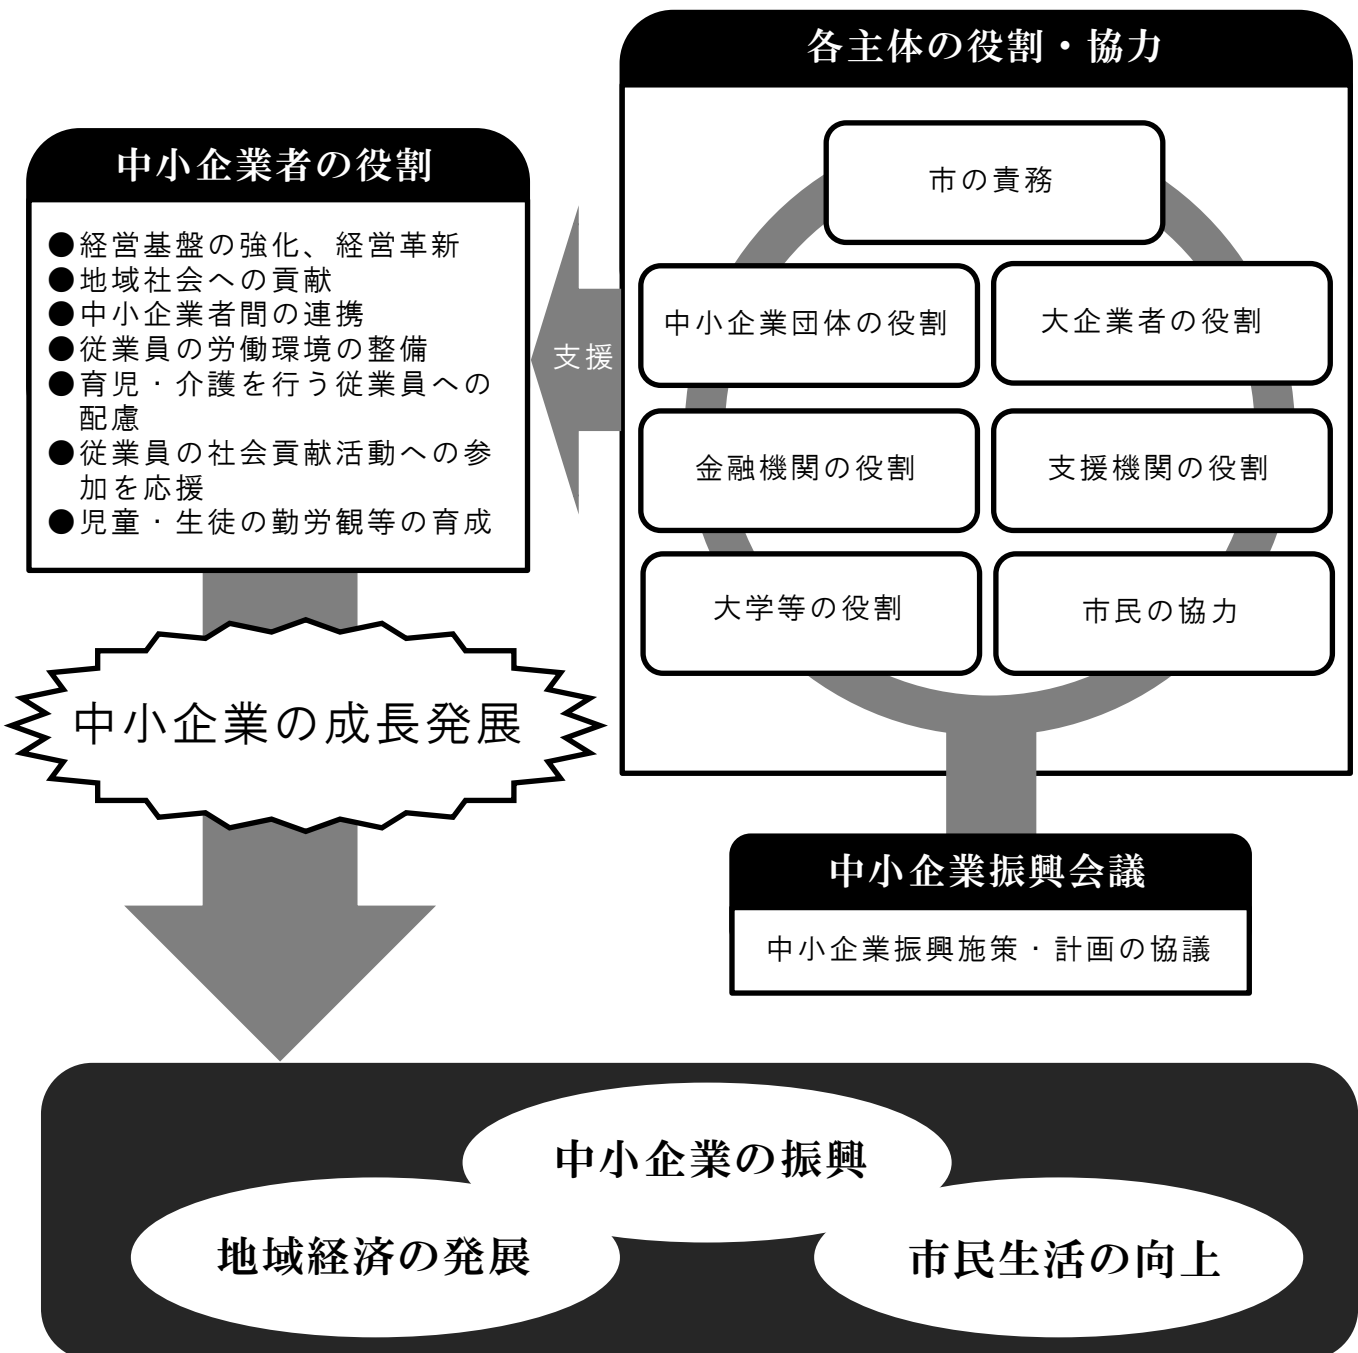 各主体の役割・協力
市の責務
中小企業団体の役割
大企業者の役割
金融機関の役割
支援機関の役割
大学等の役割
市民の協力
支援
中小企業者の役割
●経営基盤の強化、経営革新
●地域社会への貢献
●中小企業者間の連携
●従業員の労働環境の整備
●育児・介護を行う従業員への
配慮
●従業員の社会貢献活動への参
加を応援
●児童・生徒の勤労観等の育成
中小企業の成長発展
中小企業振興会議
中小企業振興施策・計画の協議
中小企業の振興
地域経済の発展
市民生活の向上